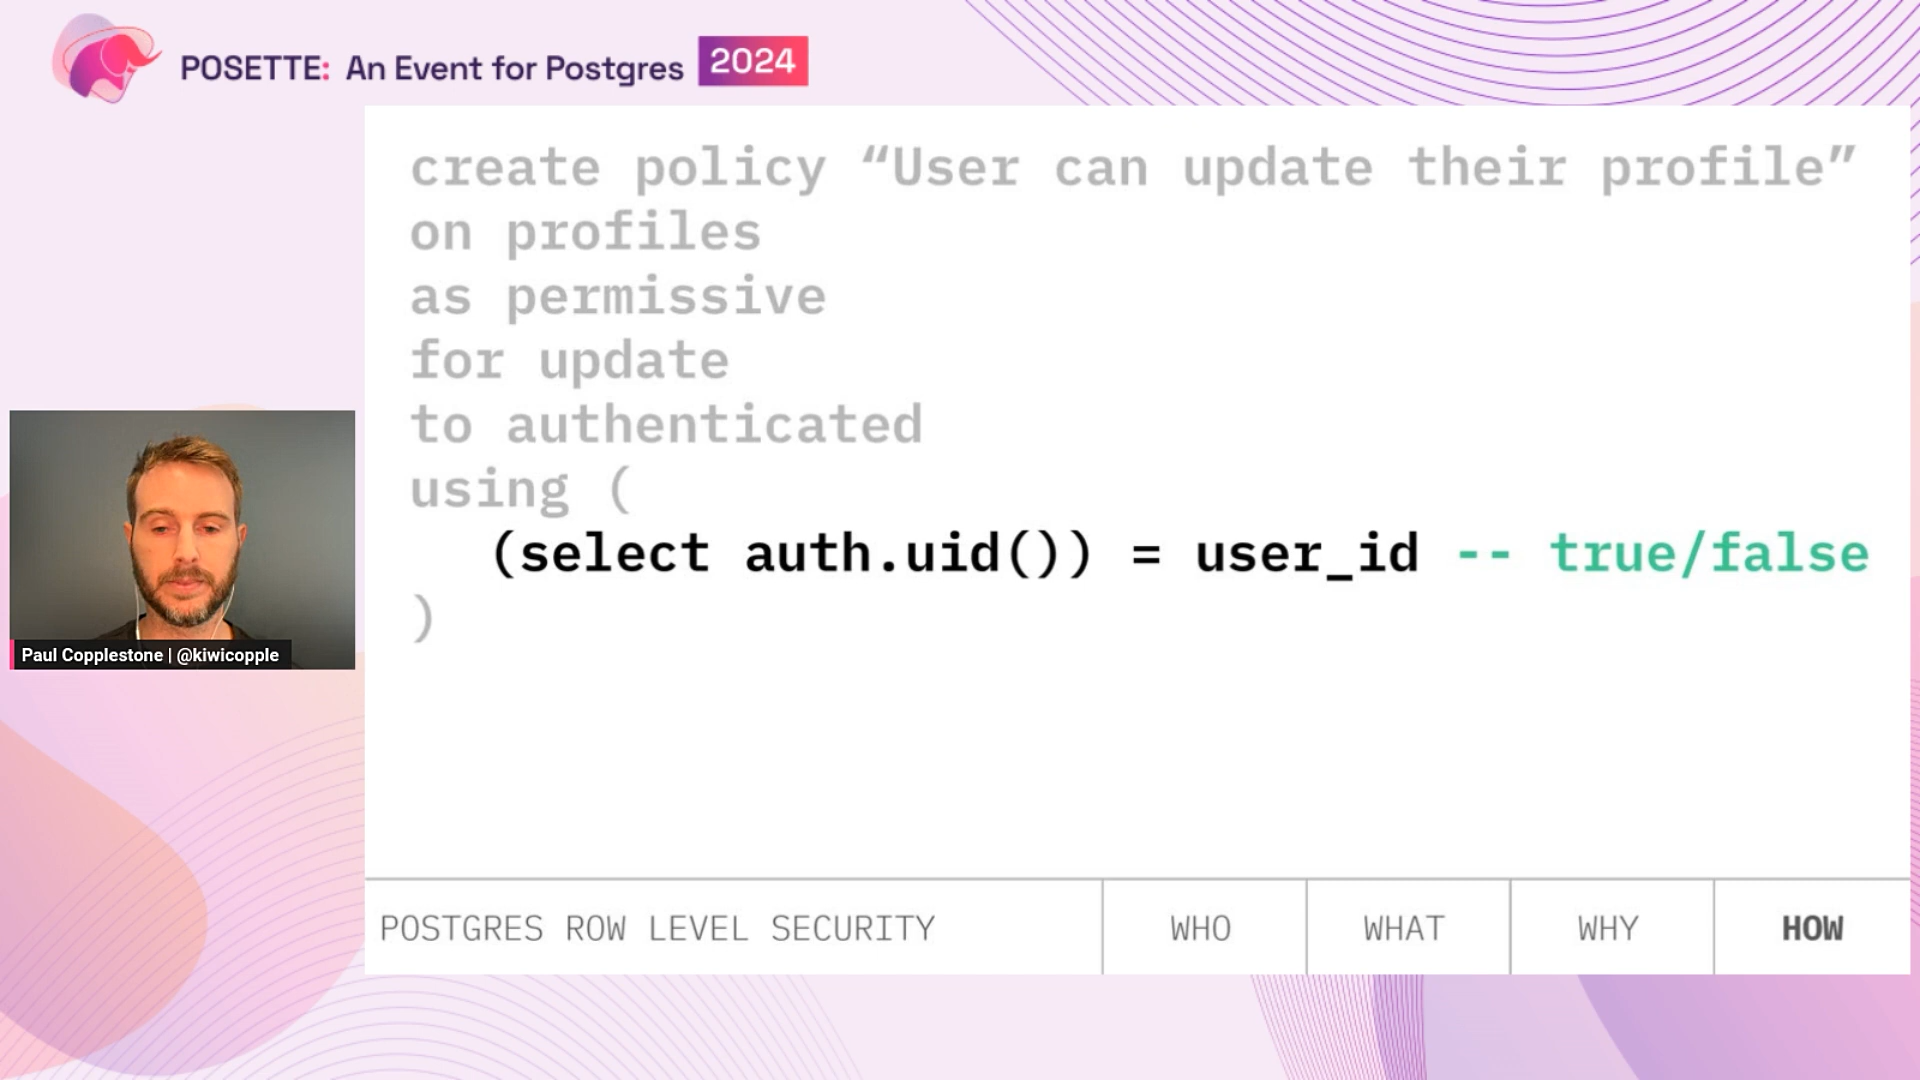 POSETTE: An Event for Postgres 2024
create policy “User can update their profile”
on profiles
as permissive
for update
to authenticated
using (
(select auth.uid()) = user_id -- true/false
)
Paul Copplestone | @kiwicopple
POSTGRES ROW LEVEL SECURITY WHO WHAT WHY HOW